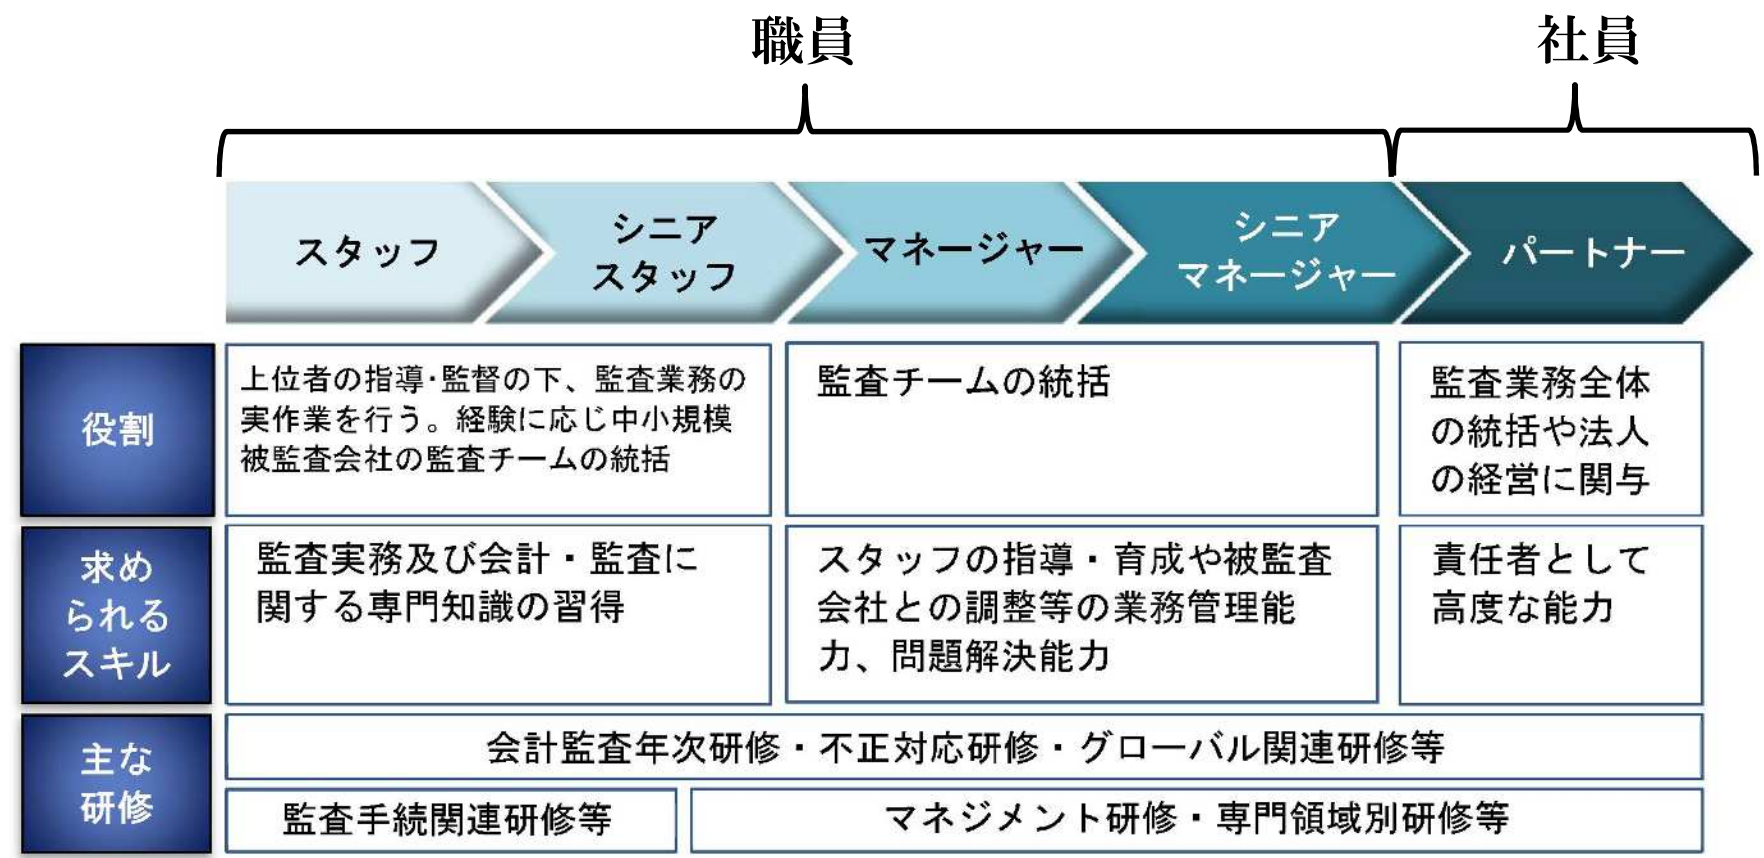 職員
社員
スタッフ
シニア
スタッフ
マネージャー
シニア
マネージャー
パートナー
役割
上位者の指導・監督の下、監査業務の
実作業を行う。経験に応じ中小規模
被監査会社の監査チームの統括
監査チームの統括
監査業務全体
の統括や法人
の経営に関与
求め
られる
スキル
監査実務及び会計・監査に
関する専門知識の習得
スタッフの指導・育成や被監査
会社との調整等の業務管理能
力、問題解決能力
責任者として
高度な能力
主な
研修
会計監査年次研修・不正対応研修・グローバル関連研修等
監査手続関連研修等
マネジメント研修・専門領域別研修等